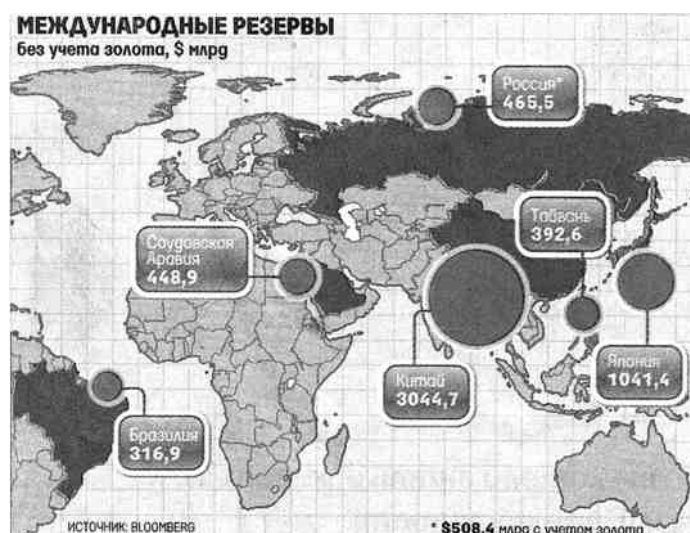 МЕЖДУНАРОДНЫЕ РЕЗЕРВЫ
без учета золота, $ млрд
Россия*
465,5
Тайвань
392,6
Саудовская
Аравия
448,9
Китай
3044,7
Япония
1041,4
Бразилия
316,9
ИСТОЧНИК: BLOOMBERG
* $508,4 млрд с учетом золота